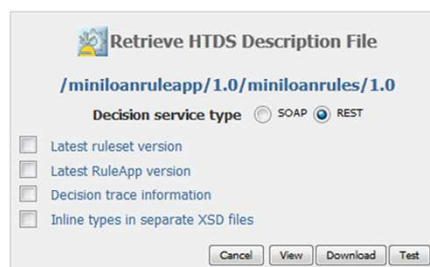 Retrieve HTDS Description File
/miniloanruleapp/1.0/miniloanrules/1.0
Decision service type SOAP REST
Latest ruleset version
Latest RuleApp version
Decision trace information
Inline types in separate XSD files
Cancel View Download Test